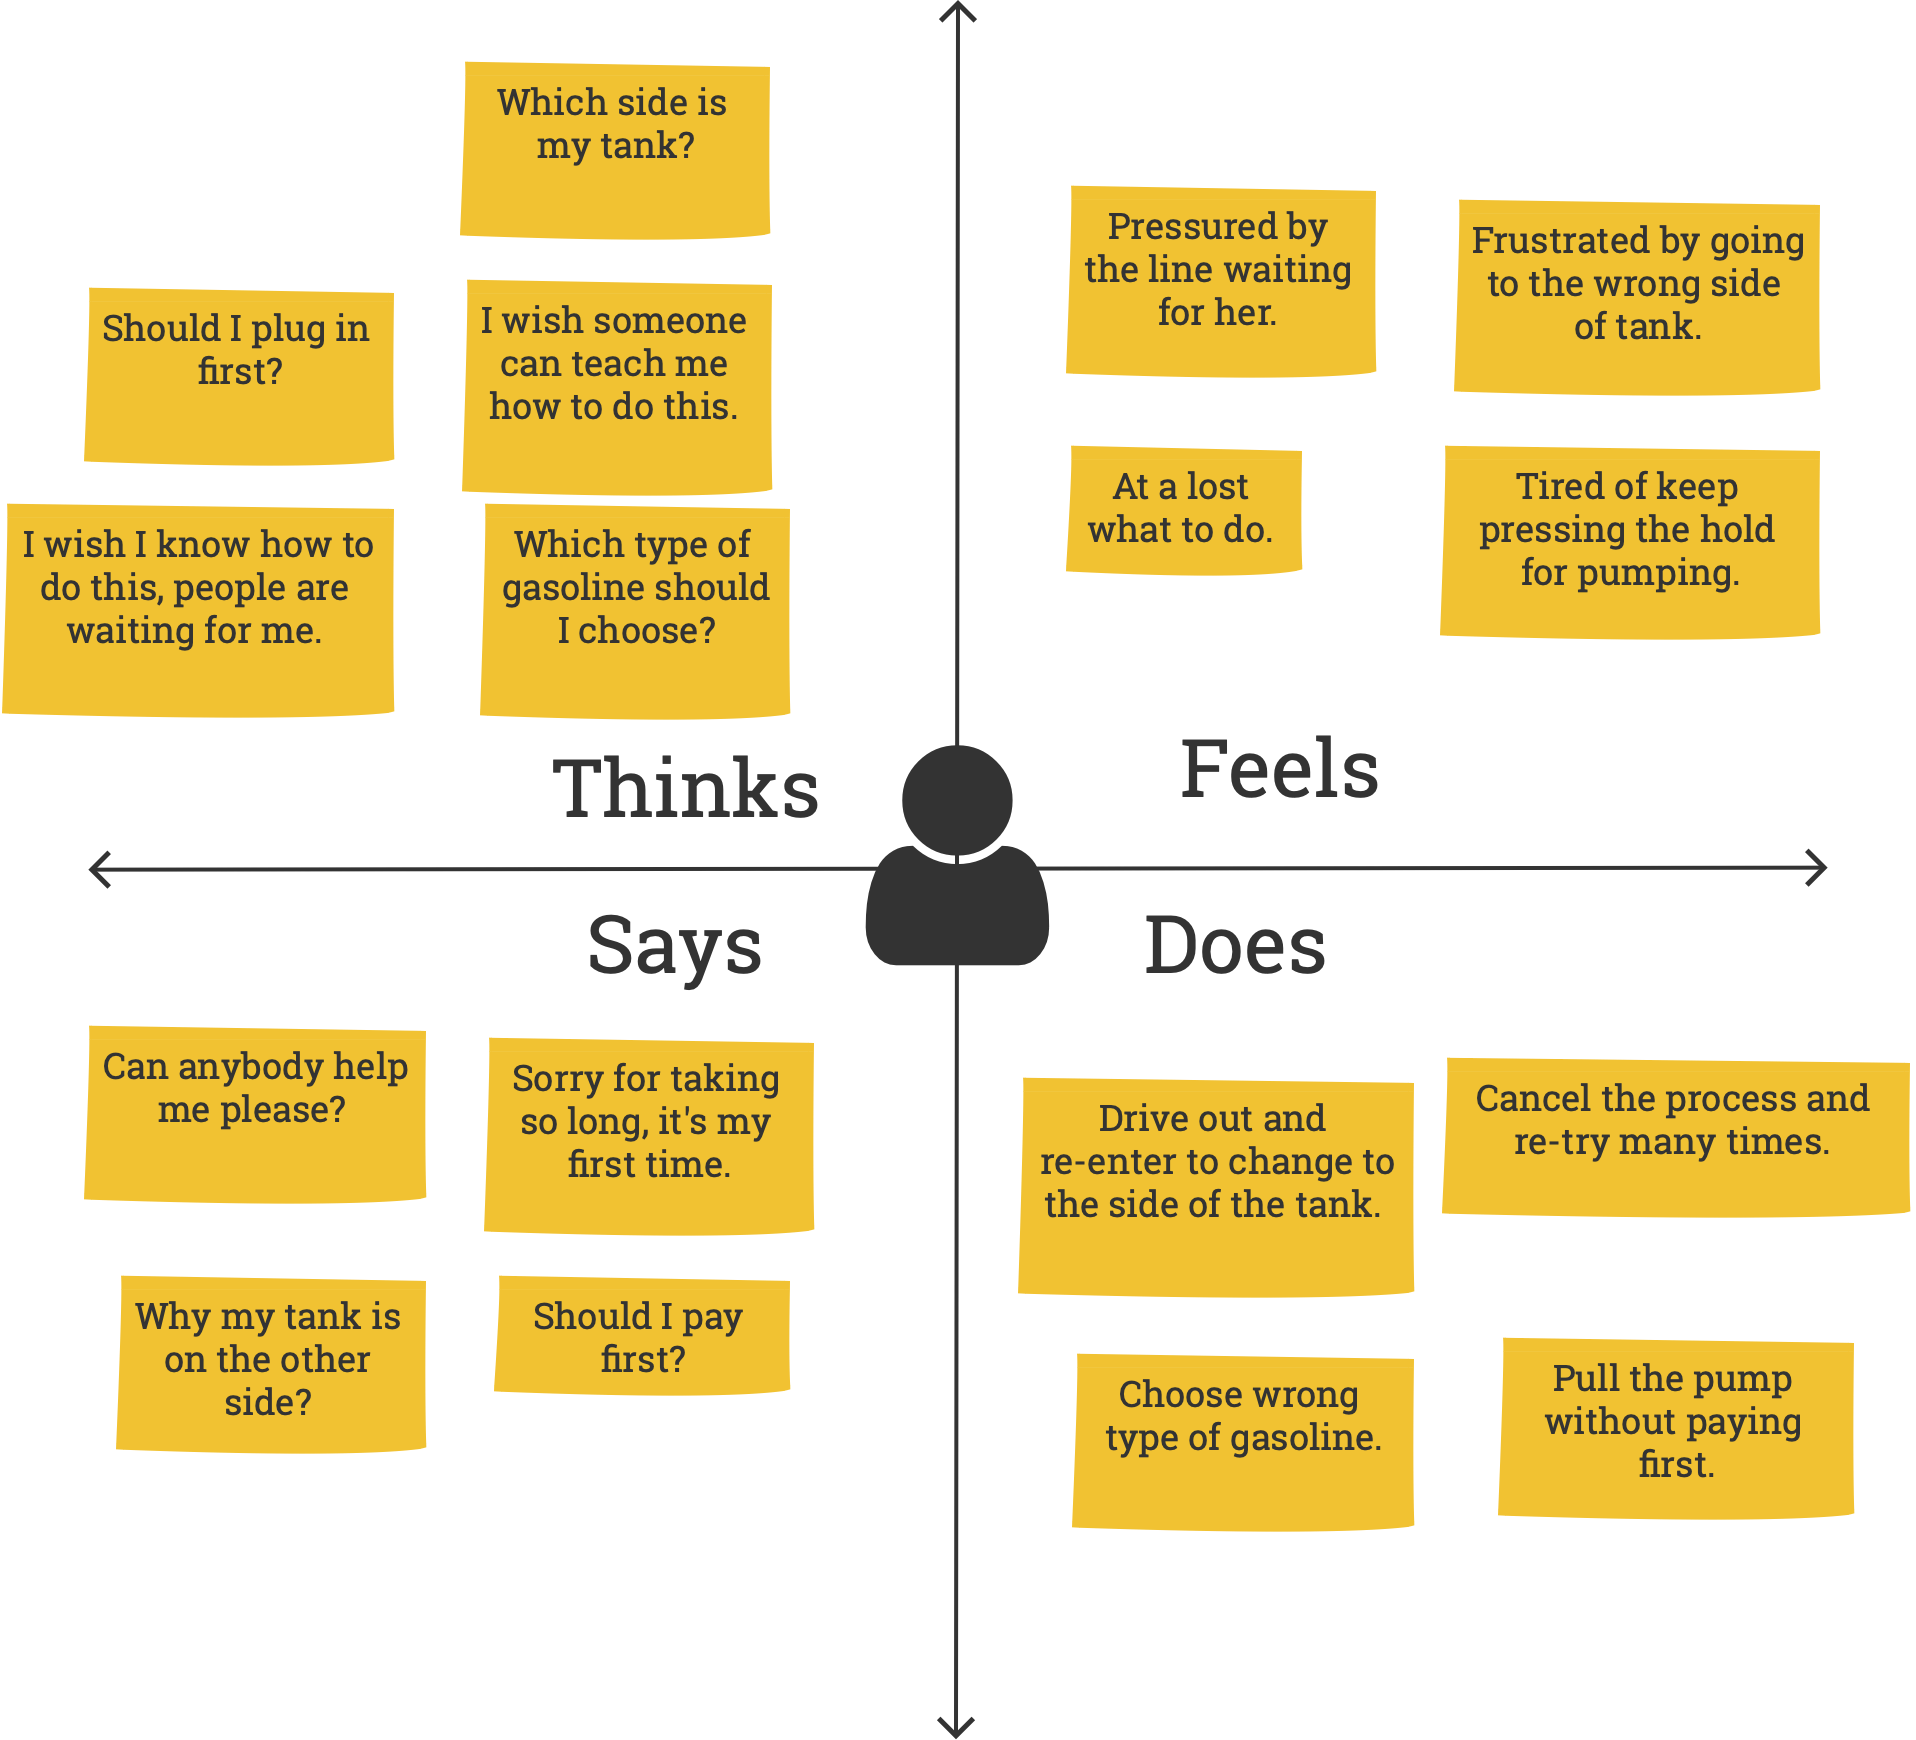 Which side is
my tank?
Should I plug in
first?
I wish someone
can teach me
how to do this.
I wish I know how to
do this, people are
waiting for me.
Which type of
gasoline should
I choose?
Thinks
Pressured by
the line waiting
for her.
Frustrated by going
to the wrong side
of tank.
At a lost
what to do.
Tired of keep
pressing the hold
for pumping.
Feels
Says
Can anybody help
me please?
Sorry for taking
so long, it's my
first time.
Why my tank is
on the other
side?
Should I pay
first?
Does
Drive out and
re-enter to change to
the side of the tank.
Cancel the process and
re-try many times.
Choose wrong
type of gasoline.
Pull the pump
without paying
first.